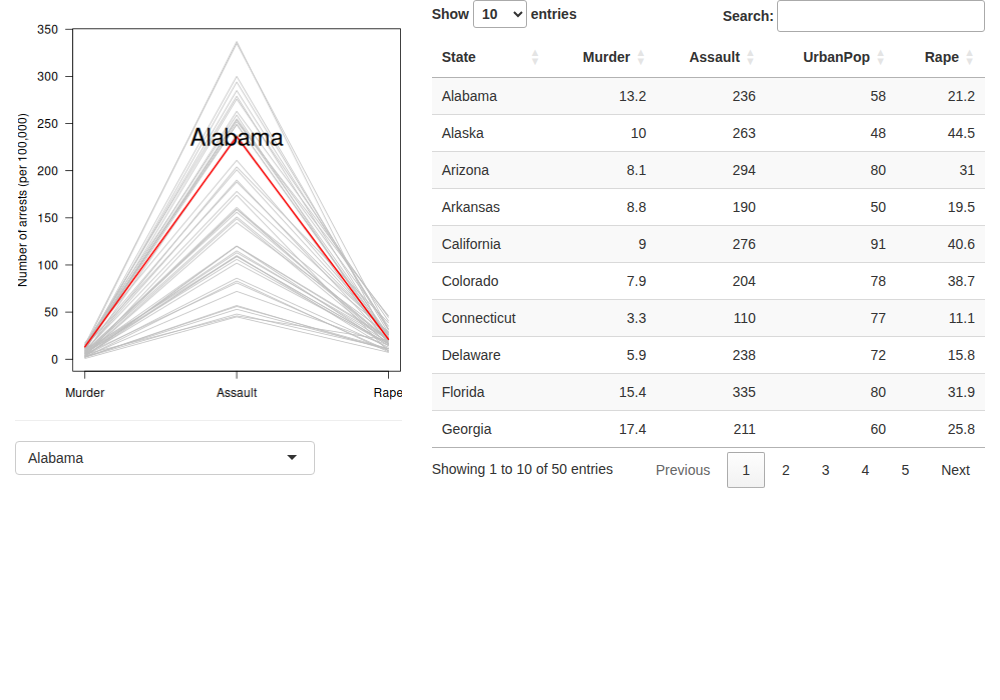 350
300
250
200
150
100
50
0
Number of arrests (per 100,000)
Alabama
Murder Assault Rape
Alabama
Show 10 entries
Search:
State Murder Assault UrbanPop Rape
Alabama 13.2 236 58 21.2
Alaska 10 263 48 44.5
Arizona 8.1 294 80 31
Arkansas 8.8 190 50 19.5
California 9 276 91 40.6
Colorado 7.9 204 78 38.7
Connecticut 3.3 110 77 11.1
Delaware 5.9 238 72 15.8
Florida 15.4 335 80 31.9
Georgia 17.4 211 60 25.8
Showing 1 to 10 of 50 entries
Previous 1 2 3 4 5 Next